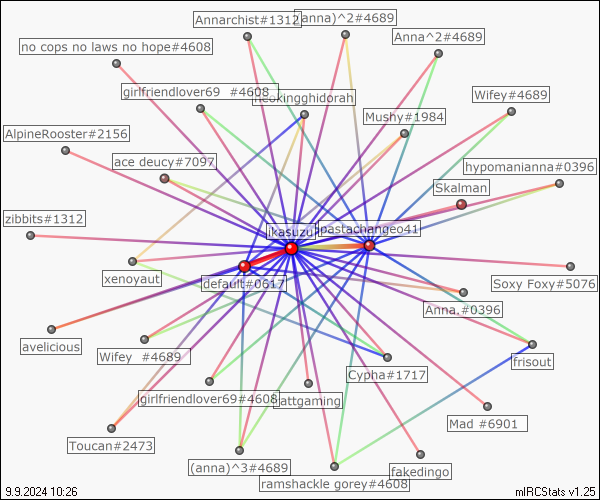 Annarchist#1312
(anna)^2#4689
Anna^2#4689
no cops no laws no hope#4608
girlfriendlover69 #4608
neokingghidorah
Wifey#4689
Mushy#1984
AlpineRooster#2156
ace deucy#7097
hypomanianna#0396
Skalman
zibbits#1312
ikasuzu
pastachangeo41
xenoyaut
default#0617
Soxy Foxy#5076
Anna.#0396
avelicious
Wifey #4689
frisout
Cypha#1717
girlfriendlover69#4608
Mad #6901
Toucan#2473
(anna)^3#4689
fakedingo
ramshackle gorey#4608
9.9.2024 10:26
mIRCStats v1.25